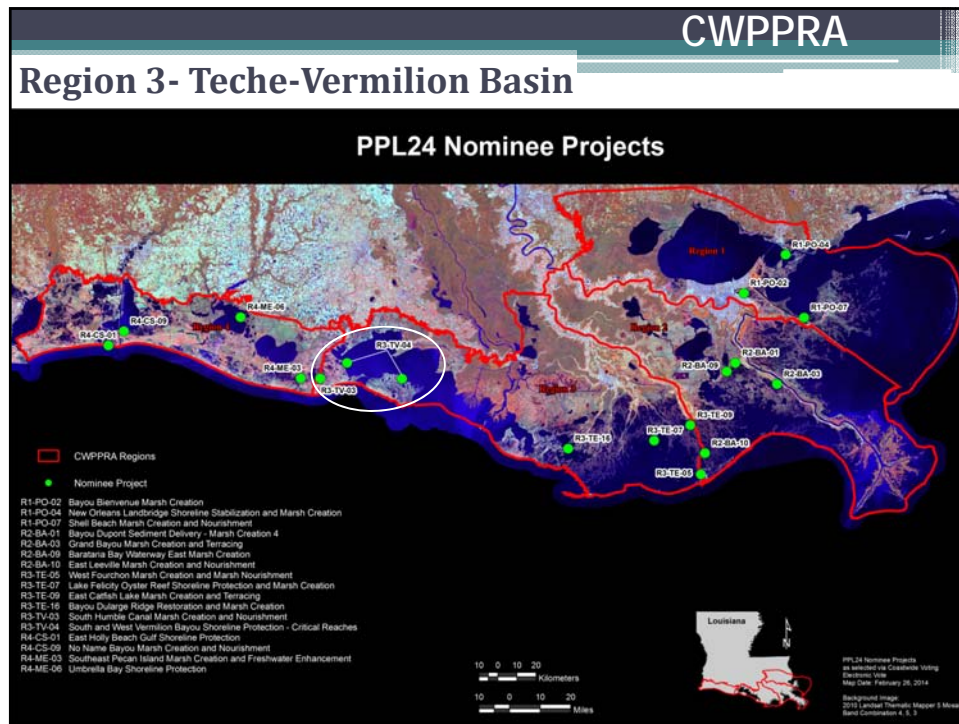 CWPPRA
Region 3- Teche-Vermilion Basin
PPL24 Nominee Projects
R1-PO-04
Region 1
R1-PO-02
R4-ME-06
R1-PO-07
R4-CS-09
Region 4
R4-CS-01
Region 2
R3-TV-04
R2-BA-01
R2-BA-09
R4-ME-03
R2-BA-03
R3-TV-03
Region 3
R3-TE-09
R3-TE-16
R3-TE-07
R2-BA-10
R3-TE-05
CWPPRA Regions
Nominee Project
R1-PO-02 Bayou Bienvenue Marsh Creation
R1-PO-04 New Orleans Landbridge Shoreline Stabilization and Marsh Creation
R1-PO-07 Shell Beach Marsh Creation and Nourishment
R2-BA-01 Bayou Dupont Sediment Delivery - Marsh Creation 4
R2-BA-03 Grand Bayou Marsh Creation and Terracing
R2-BA-09 Barataria Bay Waterway East Marsh Creation
R2-BA-10 East Leeville Marsh Creation and Nourishment
R3-TE-05 West Fourchon Marsh Creation and Marsh Nourishment
R3-TE-07 Lake Felicity Oyster Reef Shoreline Protection and Marsh Creation
R3-TE-09 East Catfish Lake Marsh Creation and Terracing
R3-TE-16 Bayou Dularge Ridge Restoration and Marsh Creation
R3-TV-03 South Humble Canal Marsh Creation and Nourishment
R3-TV-04 South and West Vermilion Bayou Shoreline Protection - Critical Reaches
R4-CS-01 East Holly Beach Gulf Shoreline Protection
R4-CS-09 No Name Bayou Marsh Creation and Nourishment
R4-ME-03 Southeast Pecan Island Marsh Creation and Freshwater Enhancement
R4-ME-06 Umbrella Bay Shoreline Protection
Louisiana
N
10 0 10 20
Kilometers
10 0 10 20
Miles
PPL24 Nominee Projects
as selected via Coastwide Voting
Electronic Vote
Map Date: February 26, 2014
Background Image:
2010 Landsat Thematic Mapper 5 Mosa
Band Combination 4, 5, 3